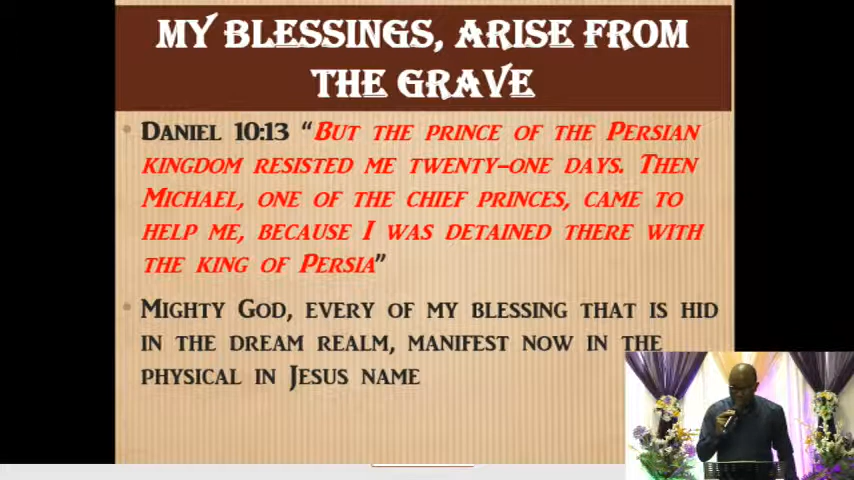 MY BLESSINGS, ARISE FROM
THE GRAVE
DANIEL 10:13 “BUT THE PRINCE OF THE PERSIAN
KINGDOM RESISTED ME TWENTY-ONE DAYS. THEN
MICHAEL, ONE OF THE CHIEF PRINCES, CAME TO
HELP ME, BECAUSE I WAS DETAINED THERE WITH
THE KING OF PERSIA”
MIGHTY GOD, EVERY OF MY BLESSING THAT IS HID
IN THE DREAM REALM, MANIFEST NOW IN THE
PHYSICAL IN JESUS NAME